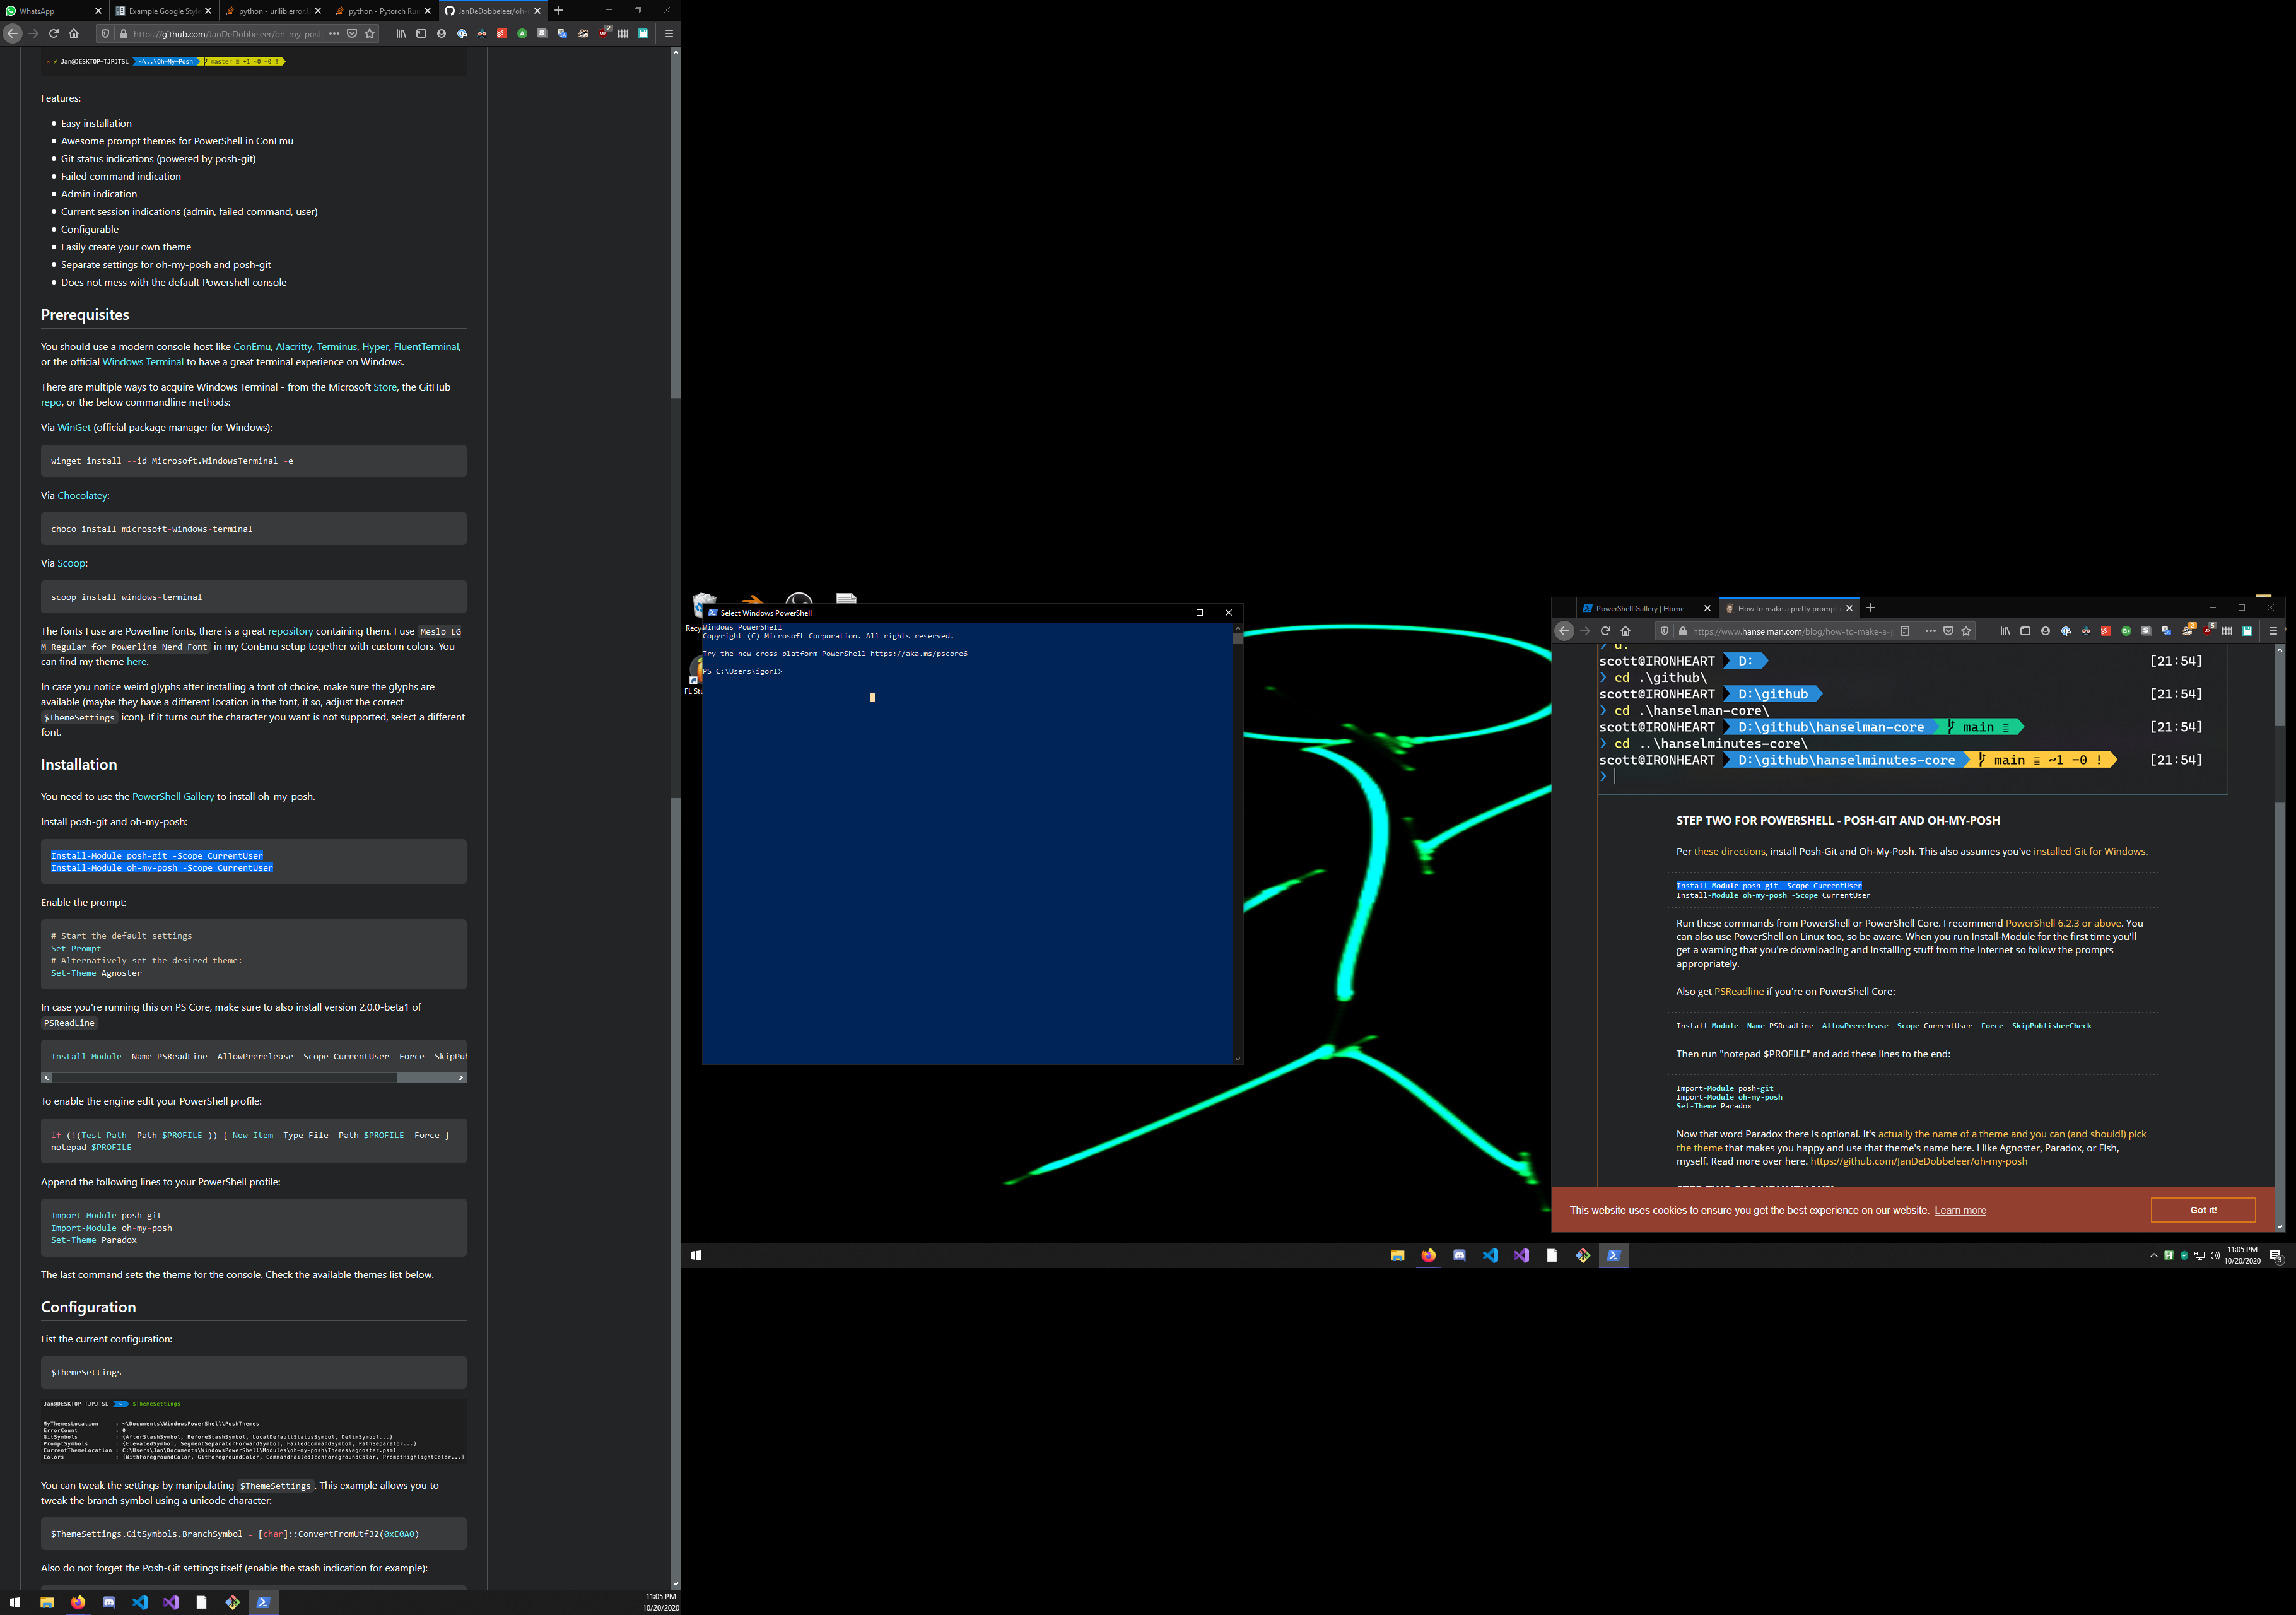 WhatsApp
Example Google Styl
python - urllib.error.
python - Pytorch Run
JanDeDobbeleer/oh-
https://github.com/JanDeDobbeleer/oh-my-posh
Jan@DESKTOP-TJPJTSL ~\..\Oh-My-Posh master ≡ +1 ~0 -0 !
Features:
Easy installation
Awesome prompt themes for PowerShell in ConEmu
Git status indications (powered by posh-git)
Failed command indication
Admin indication
Current session indications (admin, failed command, user)
Configurable
Easily create your own theme
Separate settings for oh-my-posh and posh-git
Does not mess with the default Powershell console
Prerequisites
You should use a modern console host like ConEmu, Alacritty, Terminus, Hyper, FluentTerminal,
or the official Windows Terminal to have a great terminal experience on Windows.
There are multiple ways to acquire Windows Terminal - from the Microsoft Store, the GitHub
repo, or the below commandline methods:
Via WinGet (official package manager for Windows):
winget install --id=Microsoft.WindowsTerminal -e
Via Chocolatey:
choco install microsoft-windows-terminal
Via Scoop:
scoop install windows-terminal
The fonts I use are Powerline fonts, there is a great repository containing them. I use Meslo LG
M Regular for Powerline Nerd Font in my ConEmu setup together with custom colors. You
can find my theme here.
In case you notice weird glyphs after installing a font of choice, make sure the glyphs are
available (maybe they have a different location in the font, if so, adjust the correct
$ThemeSettings icon). If it turns out the character you want is not supported, select a different
font.
Installation
You need to use the PowerShell Gallery to install oh-my-posh.
Install posh-git and oh-my-posh:
Install-Module posh-git -Scope CurrentUser
Install-Module oh-my-posh -Scope CurrentUser
Enable the prompt:
# Start the default settings
Set-Prompt
# Alternatively set the desired theme:
Set-Theme Agnoster
In case you're running this on PS Core, make sure to also install version 2.0.0-beta1 of
PSReadLine
Install-Module -Name PSReadLine -AllowPrerelease -Scope CurrentUser -Force -SkipPul
To enable the engine edit your PowerShell profile:
if (!(Test-Path -Path $PROFILE )) { New-Item -Type File -Path $PROFILE -Force }
notepad $PROFILE
Append the following lines to your PowerShell profile:
Import-Module posh-git
Import-Module oh-my-posh
Set-Theme Paradox
The last command sets the theme for the console. Check the available themes list below.
Configuration
List the current configuration:
$ThemeSettings
Jan@DESKTOP-TJPJTSL ~ $ThemeSettings
MyThemesLocation : ~\Documents\WindowsPowerShell\PoshThemes
ErrorCount : 0
GitSymbols : {AfterStashSymbol, BeforeStashSymbol, LocalDefaultStatusSymbol, DelimSymbol...}
PromptSymbols : {ElevatedSymbol, SegmentSeparatorForwardSymbol, FailedCommandSymbol, PathSeparator...}
CurrentThemeLocation : C:\Users\Jan\Documents\WindowsPowerShell\Modules\oh-my-posh\Themes\agnoster.psm1
Colors : {WithForegroundColor, GitForegroundColor, CommandFailedIconForegroundColor, PromptHighlightColor...}
You can tweak the settings by manipulating $ThemeSettings. This example allows you to
tweak the branch symbol using a unicode character:
$ThemeSettings.GitSymbols.BranchSymbol = [char]::ConvertFromUtf32(0xE0A0)
Also do not forget the Posh-Git settings itself (enable the stash indication for example):
11:05 PM
10/20/2020
Recy
FL Stu
Select Windows PowerShell
Windows PowerShell
Copyright (C) Microsoft Corporation. All rights reserved.
Try the new cross-platform PowerShell https://aka.ms/pscore6
PS C:\Users\igorl>
PowerShell Gallery | Home
How to make a pretty prompt
https://www.hanselman.com/blog/how-to-make-a-
d:
scott@IRONHEART D: [21:54]
❯ cd .\github\
scott@IRONHEART D:\github [21:54]
❯ cd .\hanselman-core\
scott@IRONHEART D:\github\hanselman-core main ≡ [21:54]
❯ cd ..\hanselminutes-core\
scott@IRONHEART D:\github\hanselminutes-core main ≡ ~1 -0 ! [21:54]
❯
STEP TWO FOR POWERSHELL - POSH-GIT AND OH-MY-POSH
Per these directions, install Posh-Git and Oh-My-Posh. This also assumes you've installed Git for Windows.
Install-Module posh-git -Scope CurrentUser
Install-Module oh-my-posh -Scope CurrentUser
Run these commands from PowerShell or PowerShell Core. I recommend PowerShell 6.2.3 or above. You
can also use PowerShell on Linux too, so be aware. When you run Install-Module for the first time you'll
get a warning that you're downloading and installing stuff from the internet so follow the prompts
appropriately.
Also get PSReadline if you're on PowerShell Core:
Install-Module -Name PSReadLine -AllowPrerelease -Scope CurrentUser -Force -SkipPublisherCheck
Then run "notepad $PROFILE" and add these lines to the end:
Import-Module posh-git
Import-Module oh-my-posh
Set-Theme Paradox
Now that word Paradox there is optional. It's actually the name of a theme and you can (and should!) pick
the theme that makes you happy and use that theme's name here. I like Agnoster, Paradox, or Fish,
myself. Read more over here. https://github.com/JanDeDobbeleer/oh-my-posh
This website uses cookies to ensure you get the best experience on our website. Learn more
Got it!
11:05 PM
10/20/2020
3